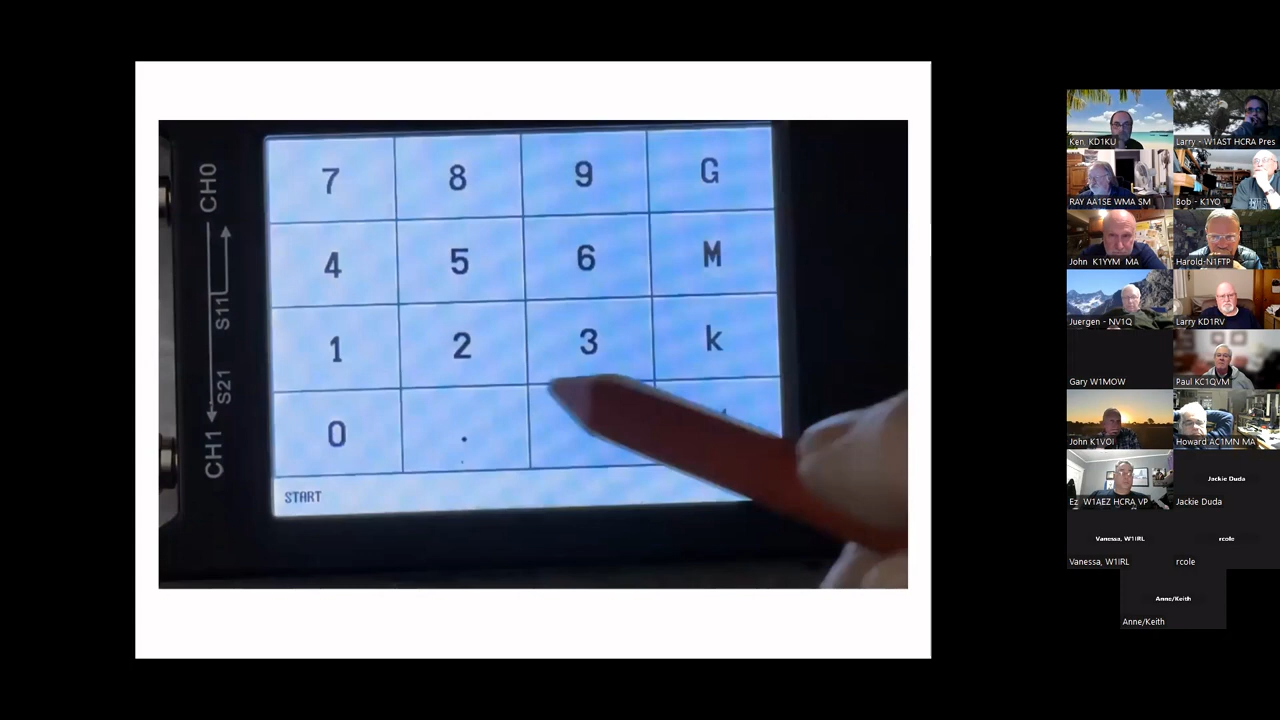 CH0
S11
S21
CH1
7 8 9 G
4 5 6 M
1 2 3 k
0 .
START
Ken KD1KU
Larry - W1AST HCRA Pres
RAY AA1SE WMA SM
Bob - K1YO
John K1YYM MA
Harold-N1FTP
Juergen - NV1Q
Larry KD1RV
Gary W1MOW
Paul KC1QVM
John K1VOI
Howard AC1MN MA
Ez W1AEZ HCRA VP
Jackie Duda
Jackie Duda
Vanessa, W1IRL
rcole
Vanessa, W1IRL
rcole
Anne/Keith
Anne/Keith